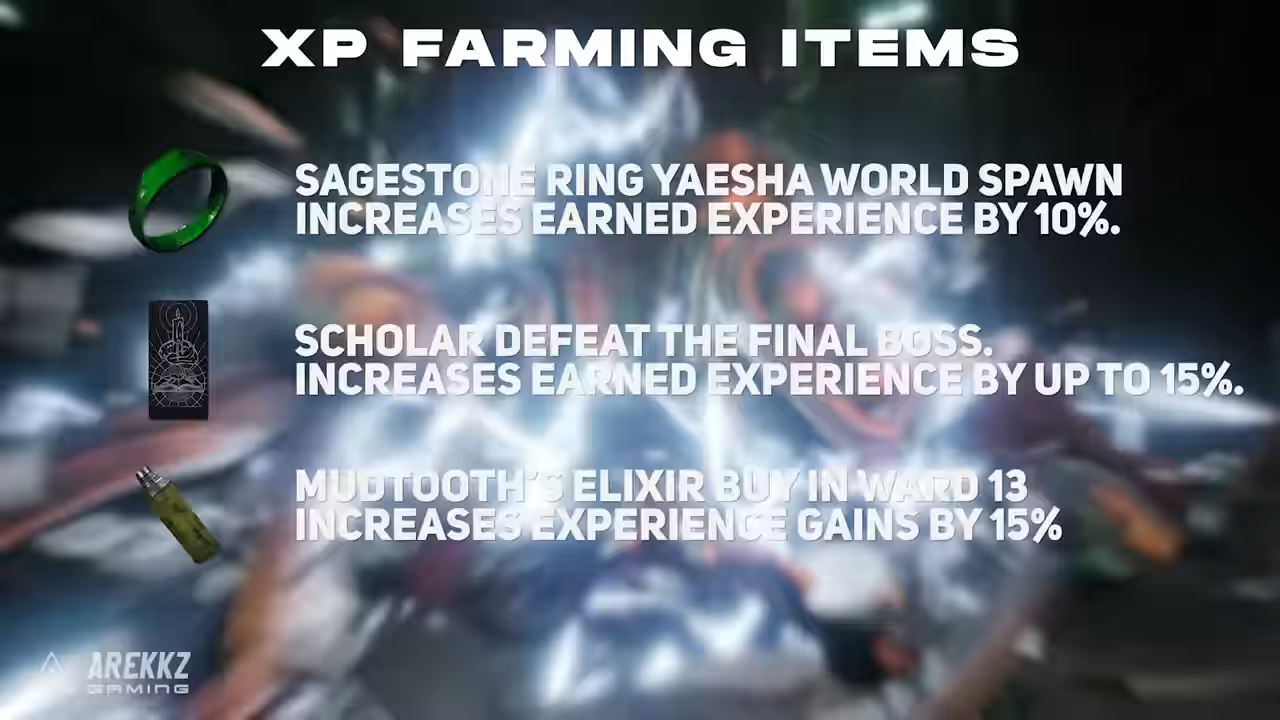 XP FARMING ITEMS
SAGESTONE RING YAESHA WORLD SPAWN
INCREASES EARNED EXPERIENCE BY 10%.
SCHOLAR DEFEAT THE FINAL BOSS.
INCREASES EARNED EXPERIENCE BY UP TO 15%.
MUDTOOTH'S ELIXIR BUY IN WARD 13
INCREASES EXPERIENCE GAINS BY 15%
AREKKZ
GAMING